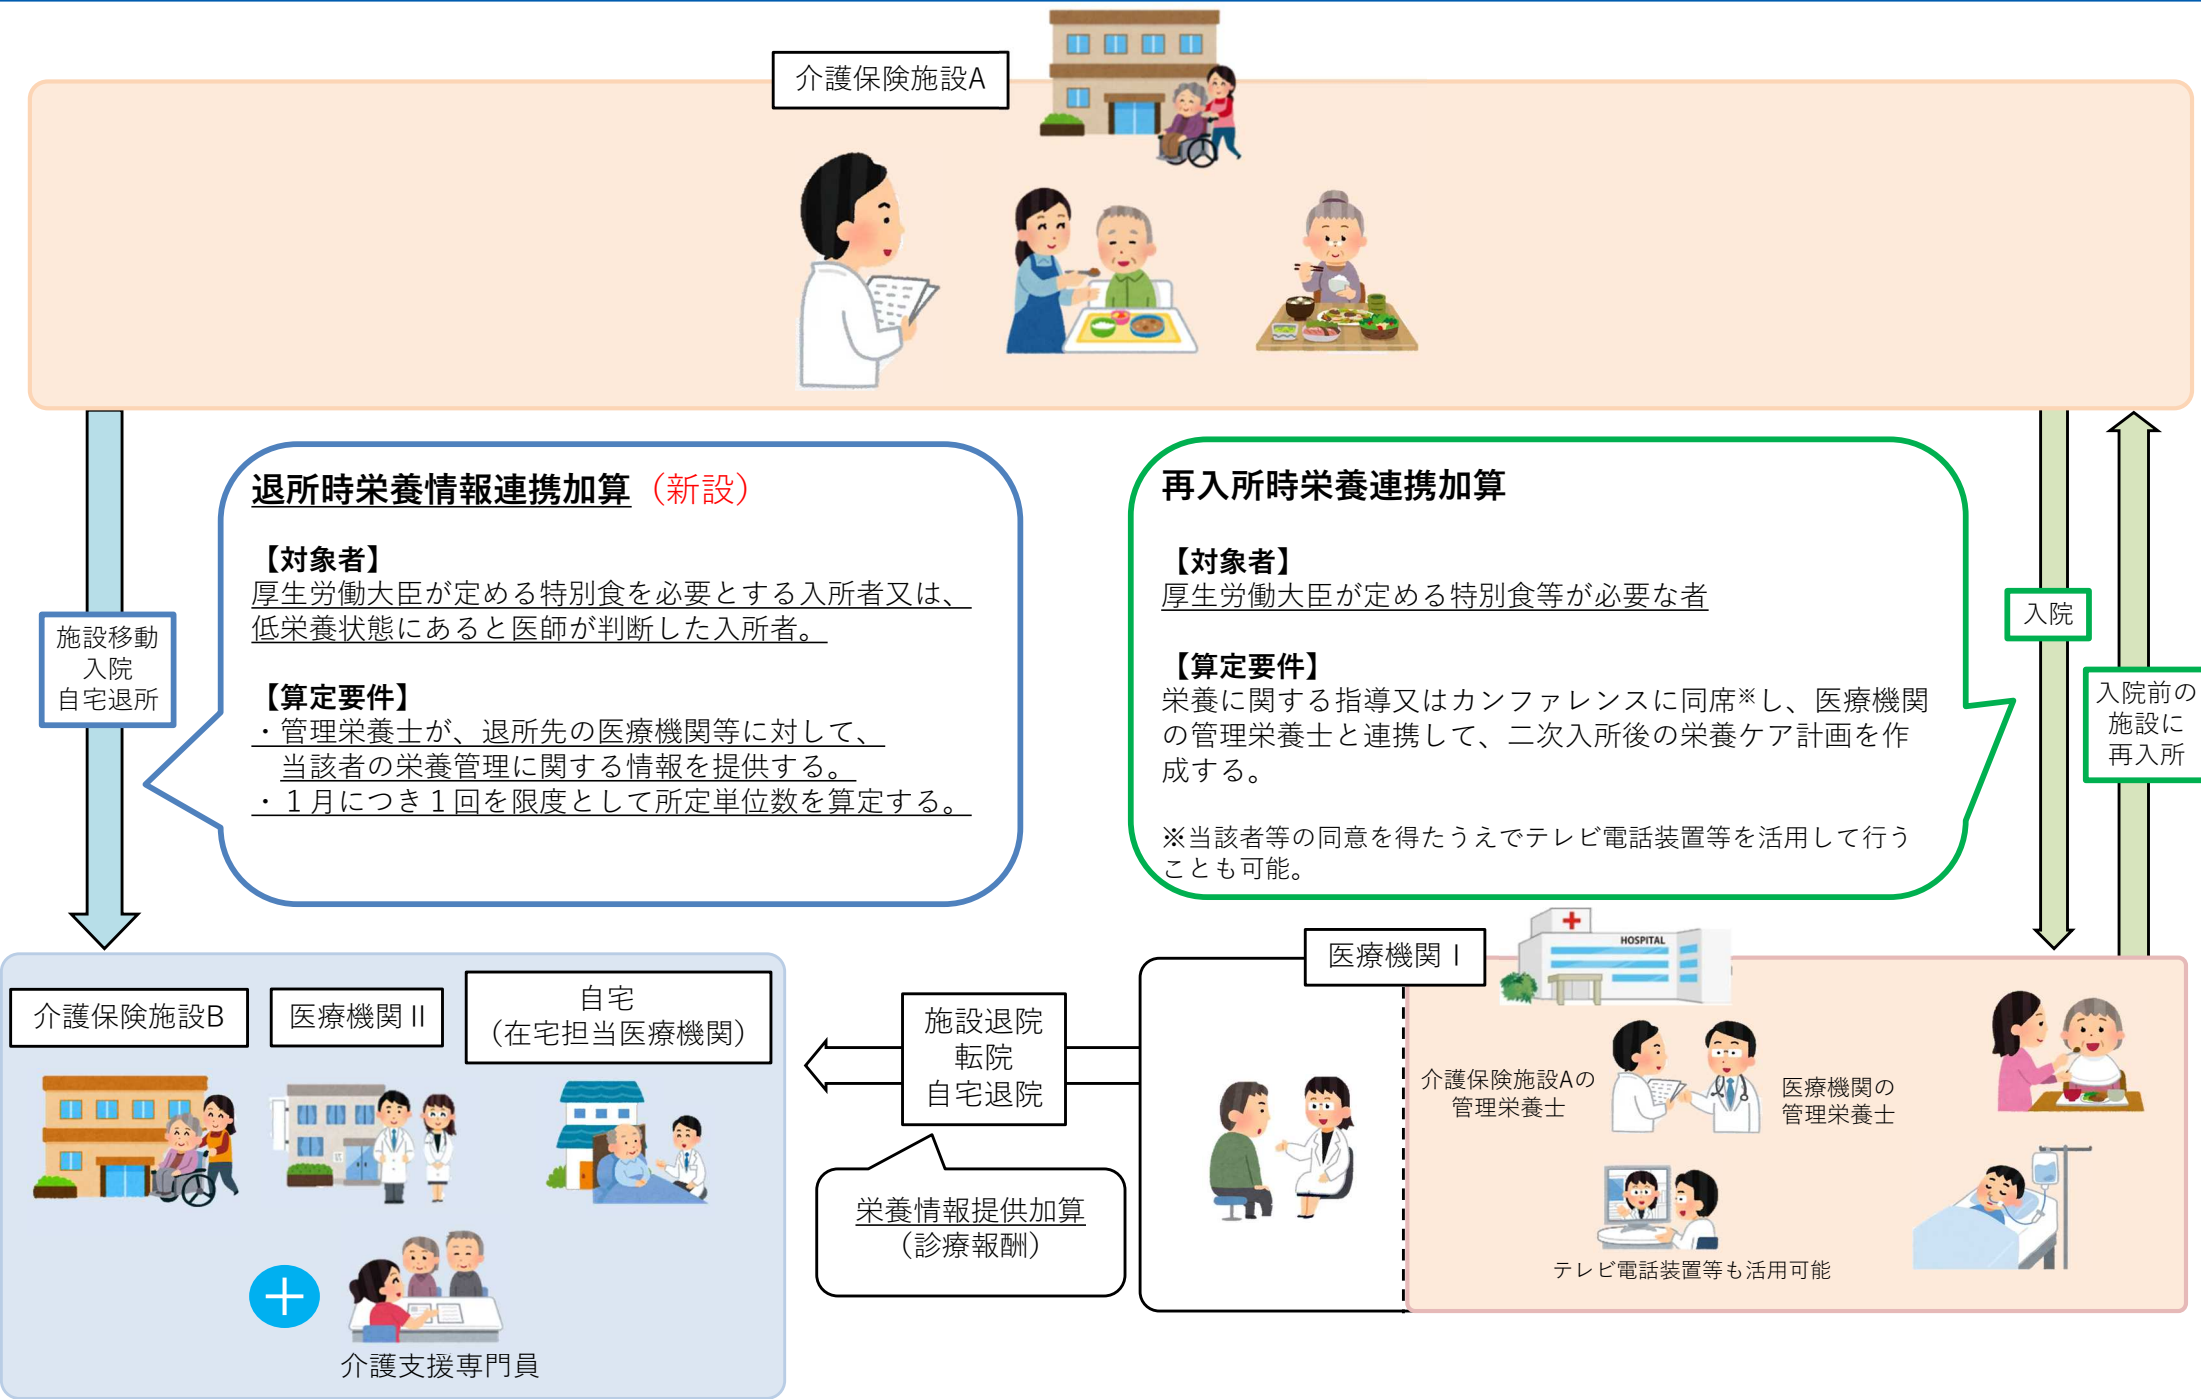 介護保険施設A
退所時栄養情報連携加算（新設）
【対象者】
厚生労働大臣が定める特別食を必要とする入所者又は、
低栄養状態にあると医師が判断した入所者。
【算定要件】
・管理栄養士が、退所先の医療機関等に対して、
当該者の栄養管理に関する情報を提供する。
・１月につき１回を限度として所定単位数を算定する。
施設移動
入院
自宅退所
再入所時栄養連携加算
【対象者】
厚生労働大臣が定める特別食等が必要な者
【算定要件】
栄養に関する指導又はカンファレンスに同席※し、医療機関
の管理栄養士と連携して、二次入所後の栄養ケア計画を作
成する。
※当該者等の同意を得たうえでテレビ電話装置等を活用して行う
ことも可能。
入院
入院前の
施設に
再入所
介護保険施設B
医療機関Ⅱ
自宅
（在宅担当医療機関）
介護支援専門員
施設退院
転院
自宅退院
栄養情報提供加算
（診療報酬）
医療機関Ⅰ
HOSPITAL
介護保険施設Aの
管理栄養士
医療機関の
管理栄養士
テレビ電話装置等も活用可能